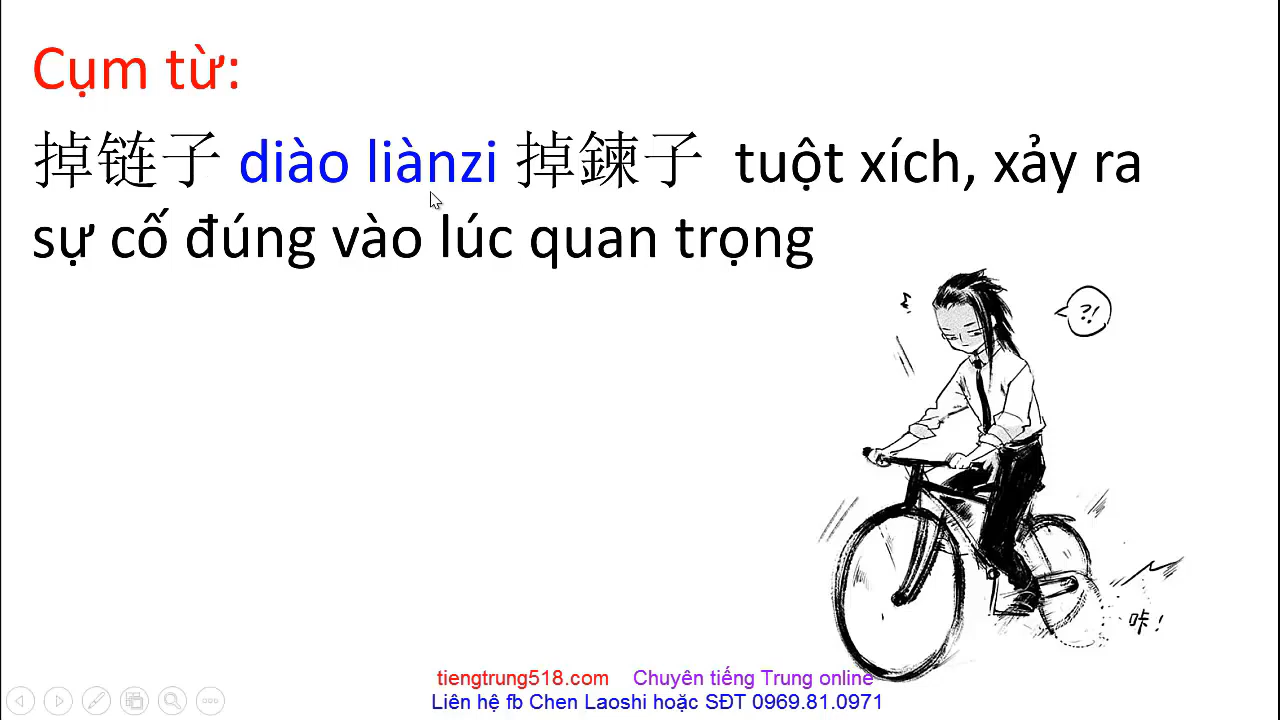 Cụm từ:
掉链子 diào liànzi 掉鍊子 tuột xích, xảy ra
sự cố đúng vào lúc quan trọng
?!
咔!
tiengtrung518.com Chuyên tiếng Trung online
Liên hệ fb Chen Laoshi hoặc SĐT 0969.81.0971